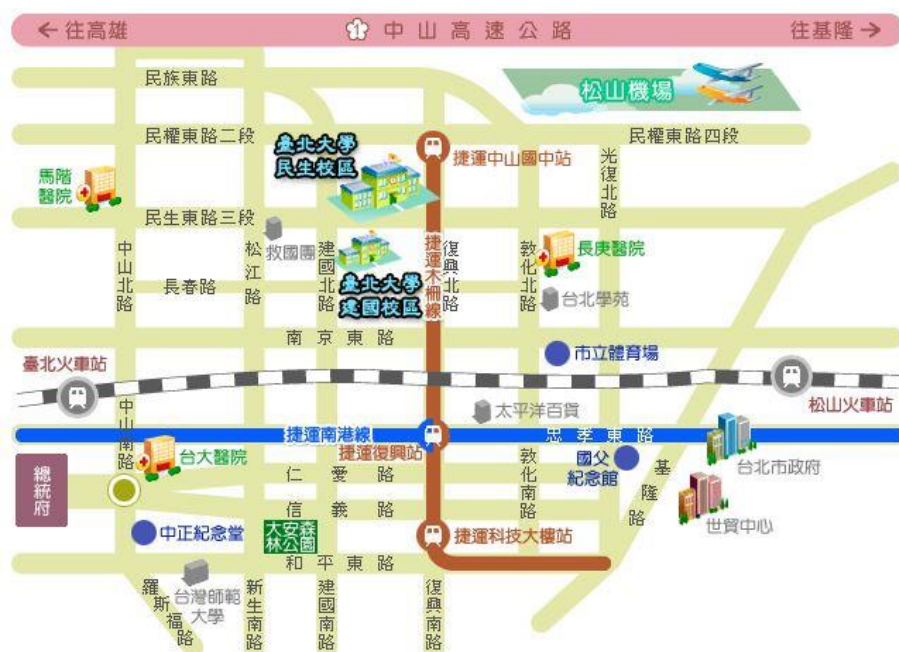 ←往高雄
1
中山高速公路
往基隆→
民族東路
松山機場
民權東路二段
民權東路四段
臺北大學
民生校區
捷運中山國中站
光復北路
馬階
醫院
民生東路三段
救國團
中山北路
松江路
建國北路
捷運木柵線
復興北路
敦化北路
長庚醫院
長春路
臺北大學
建國校區
台北學苑
南京東路
市立體育場
臺北火車站
松山火車站
中山南路
太平洋百貨
捷運南港線
忠孝東路
捷運復興站
台大醫院
敦化南路
國父
紀念館
基隆路
台北市政府
總統府
仁愛路
信義路
世貿中心
中正紀念堂
大安森
林公園
捷運科技大樓站
和平東路
台灣師範
大學
羅斯福路
新生南路
建國南路
復興南路